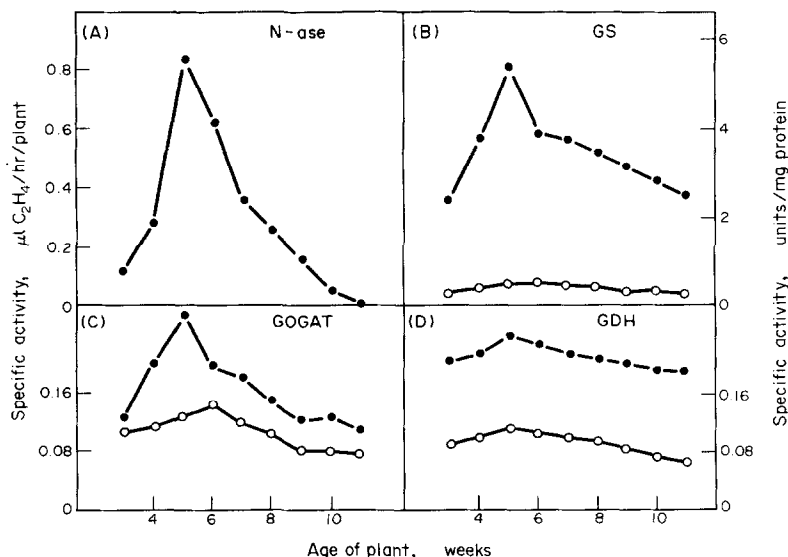 (A) N-ase
(B) GS
6
4
2
0
0.8
0.6
0.4
0.2
0
Specific activity, μl C₂H₄/hr/plant
Specific activity, units/mg protein
(C) GOGAT
(D) GDH
0.16
0.08
0
0.16
0.08
0
4 6 8 10
4 6 8 10
Age of plant, weeks